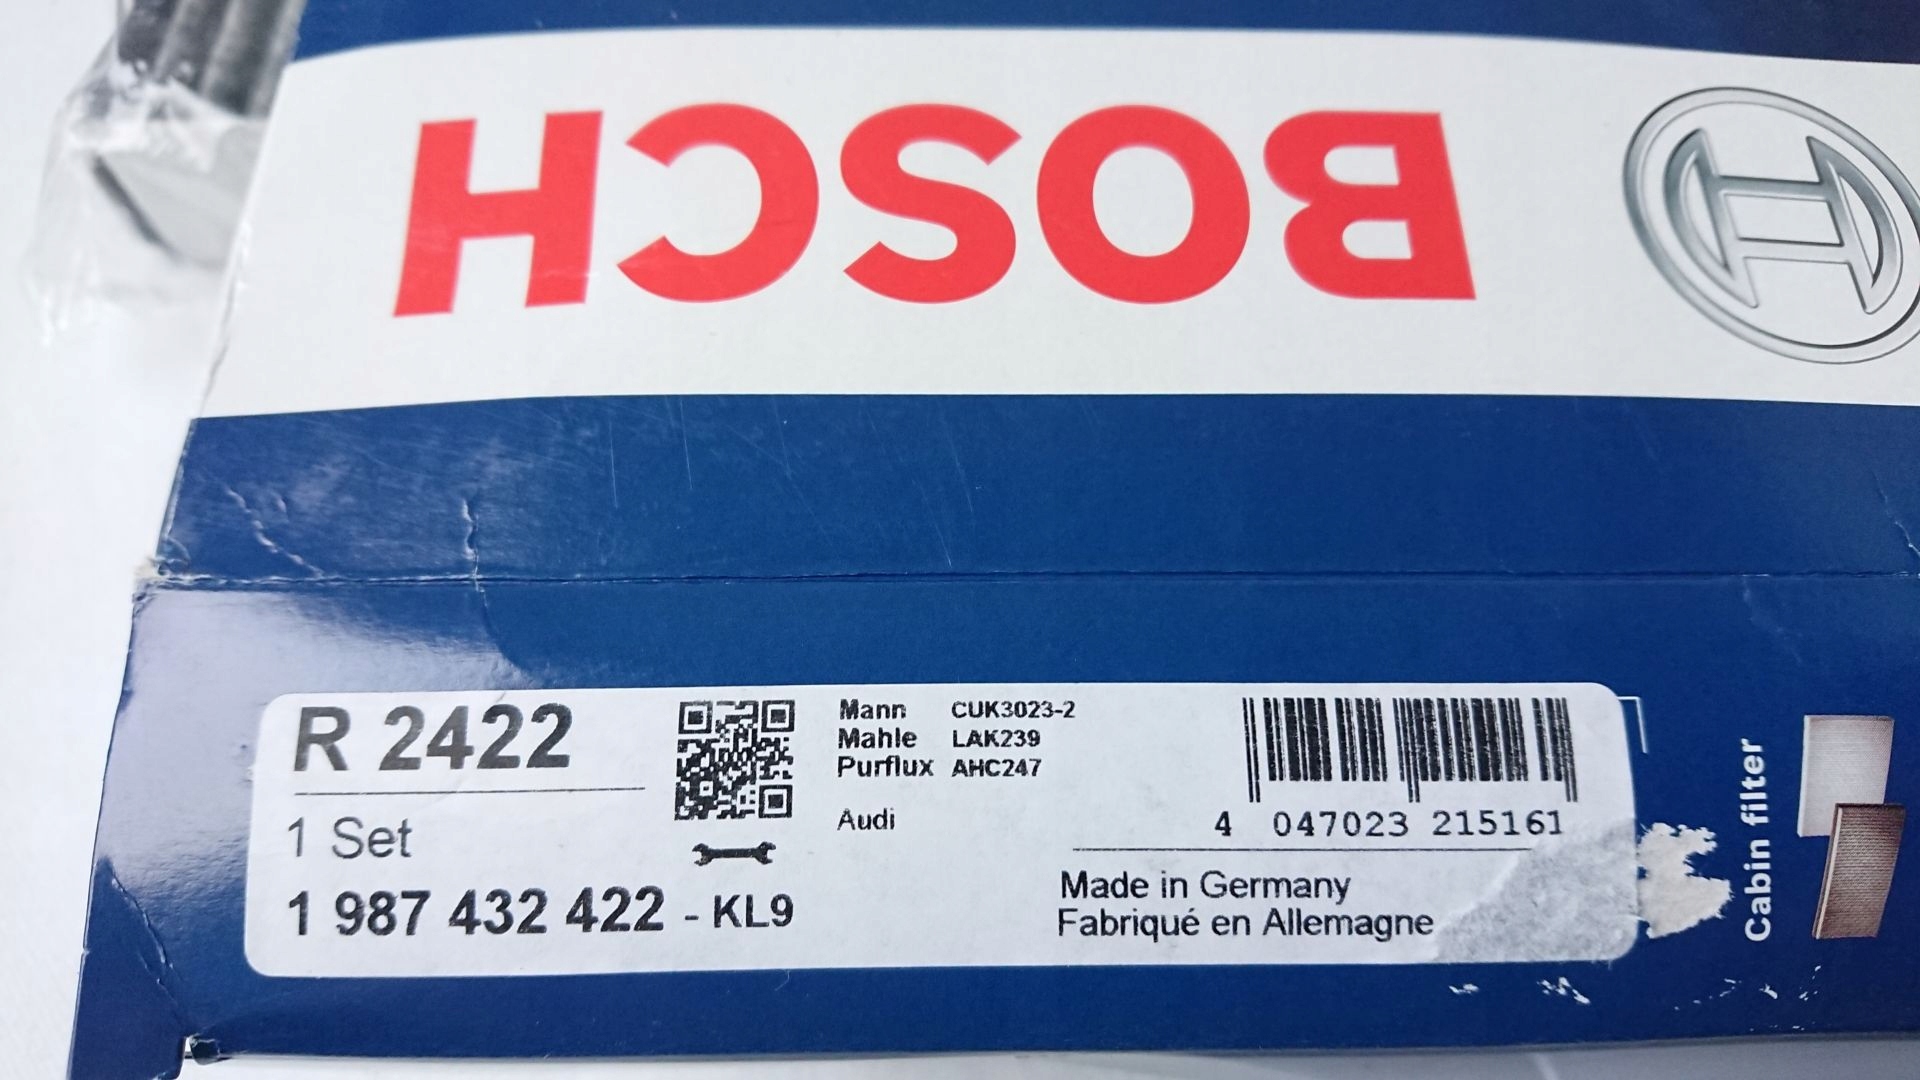 BOSCH
R 2422
1 Set
1 987 432 422 - KL9
Mann CUK3023-2
Mahle LAK239
Purflux AHC247
Audi
4 047023 215161
Made in Germany
Fabriqué en Allemagne
Cabin filter